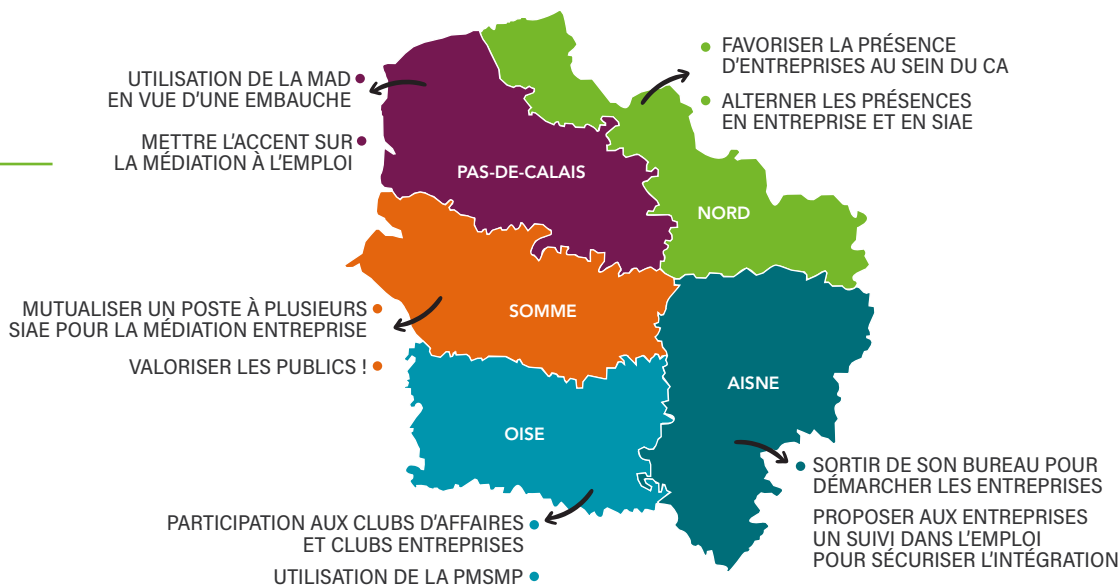 UTILISATION DE LA MAD
EN VUE D'UNE EMBAUCHE
METTRE L'ACCENT SUR
LA MÉDIATION À L'EMPLOI
FAVORISER LA PRÉSENCE
D'ENTREPRISES AU SEIN DU CA
ALTERNER LES PRÉSENCES
EN ENTREPRISE ET EN SIAE
PAS-DE-CALAIS
NORD
MUTUALISER UN POSTE À PLUSIEURS
SIAE POUR LA MÉDIATION ENTREPRISE
VALORISER LES PUBLICS !
SOMME
AISNE
OISE
SORTIR DE SON BUREAU POUR
DÉMARCHER LES ENTREPRISES
PROPOSER AUX ENTREPRISES
UN SUIVI DANS L'EMPLOI
POUR SÉCURISER L'INTÉGRATION
PARTICIPATION AUX CLUBS D'AFFAIRES
ET CLUBS ENTREPRISES
UTILISATION DE LA PMSMP